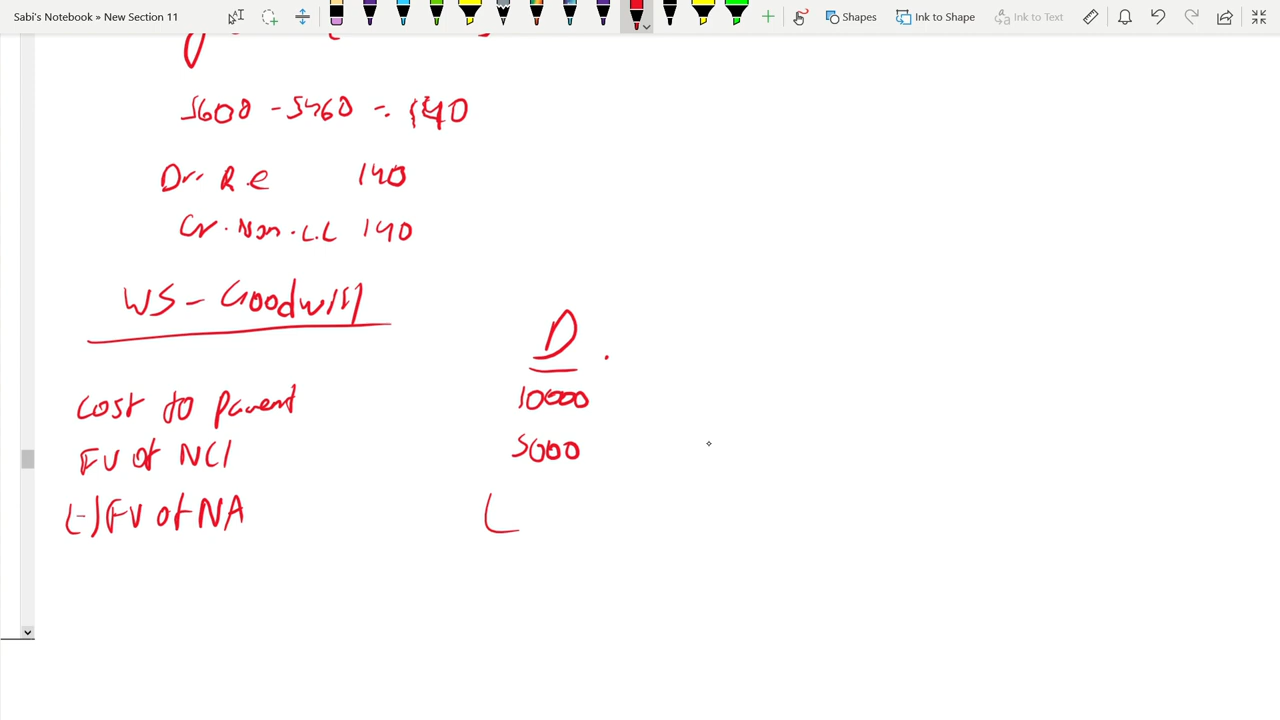 Sabi's Notebook » New Section 11
Shapes
Ink to Shape
Ink to Text
5600 - 5460 = 140
Dr. R.e 140
Cr. Non.L.L 140
WS - Goodwill
D.
Cost to parent 10000
FV of NCI 5000
(-) FV of NA (